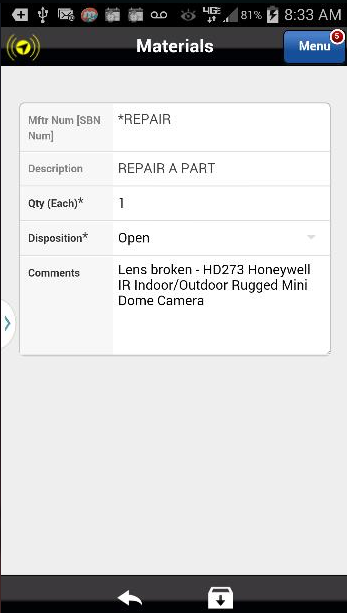 4G
81% 8:33 AM
Materials
Menu
5
Mftr Num [SBN
Num]
*REPAIR
Description
REPAIR A PART
Qty (Each)*
1
Disposition*
Open
Comments
Lens broken - HD273 Honeywell
IR Indoor/Outdoor Rugged Mini
Dome Camera